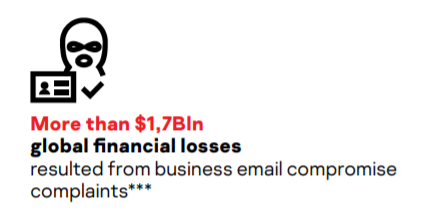 More than $1,7Bln
global financial losses
resulted from business email compromise
complaints***